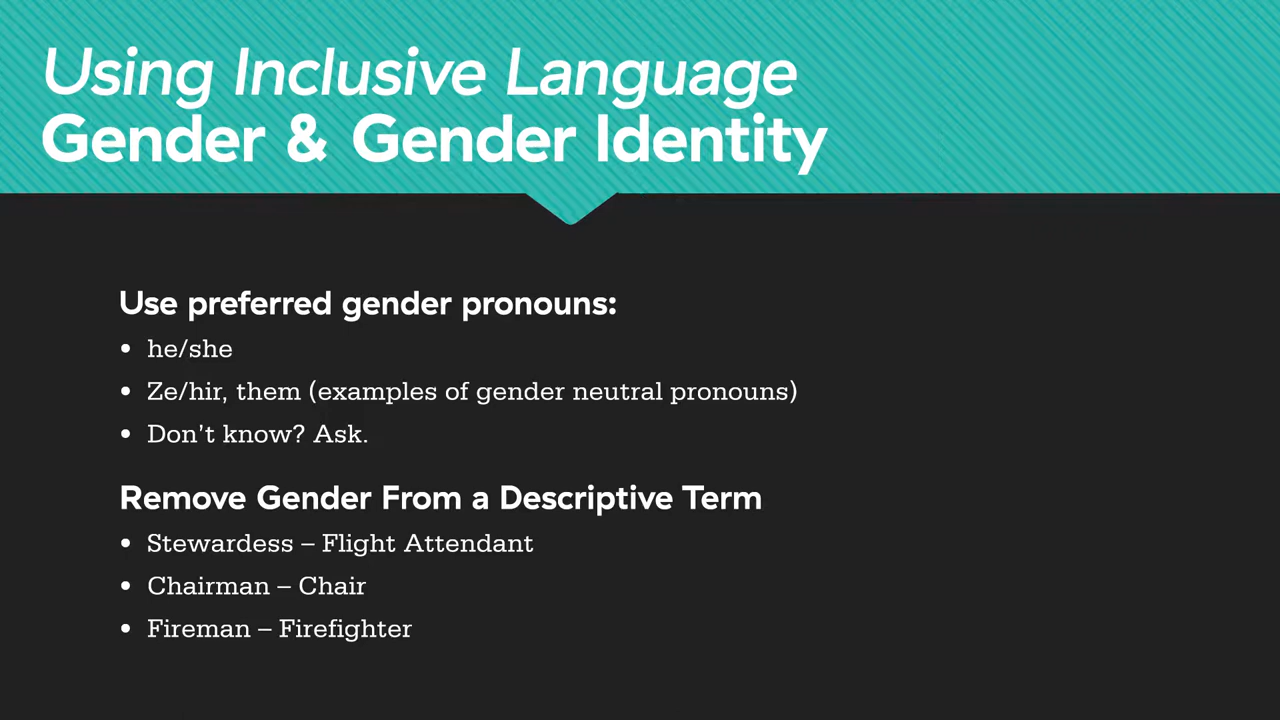 Using Inclusive Language
Gender & Gender Identity
Use preferred gender pronouns:
• he/she
• Ze/hir, them (examples of gender neutral pronouns)
• Don’t know? Ask.
Remove Gender From a Descriptive Term
• Stewardess – Flight Attendant
• Chairman – Chair
• Fireman – Firefighter